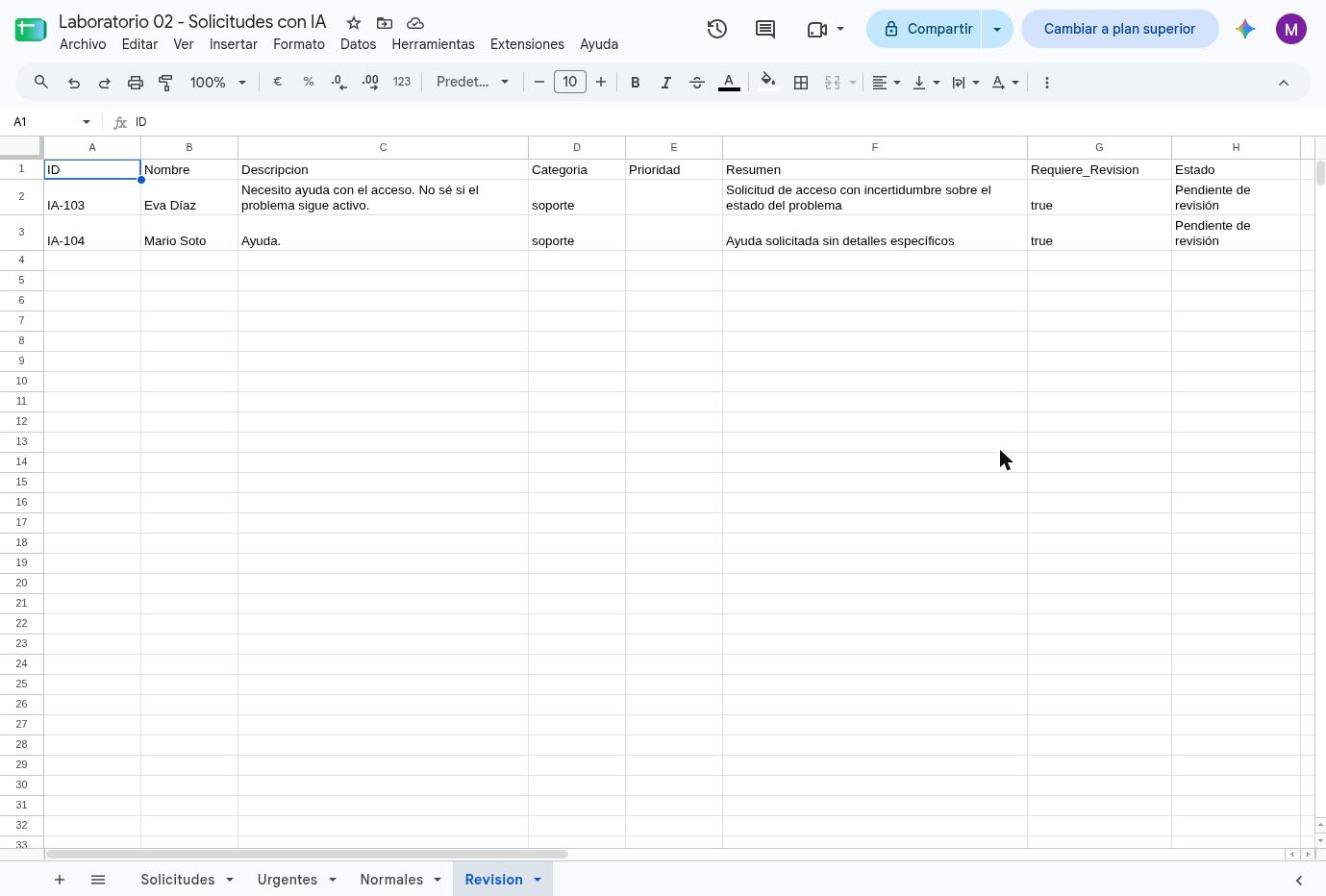 Laboratorio 02 - Solicitudes con IA
Archivo Editar Ver Insertar Formato Datos Herramientas Extensiones Ayuda
Compartir
Cambiar a plan superior
M
100% € % .0 .00 123 Predet... 10 B I S A A
A1 ID
A B C D E F G H
1 ID Nombre Descripcion Categoria Prioridad Resumen Requiere_Revision Estado
2 IA-103 Eva Díaz Necesito ayuda con el acceso. No sé si el
problema sigue activo. soporte Solicitud de acceso con incertidumbre sobre el
estado del problema true Pendiente de
revisión
3 IA-104 Mario Soto Ayuda. soporte Ayuda solicitada sin detalles específicos true Pendiente de
revisión
4
5
6
7
8
9
10
11
12
13
14
15
16
17
18
19
20
21
22
23
24
25
26
27
28
29
30
31
32
33
Solicitudes Urgentes Normales Revision